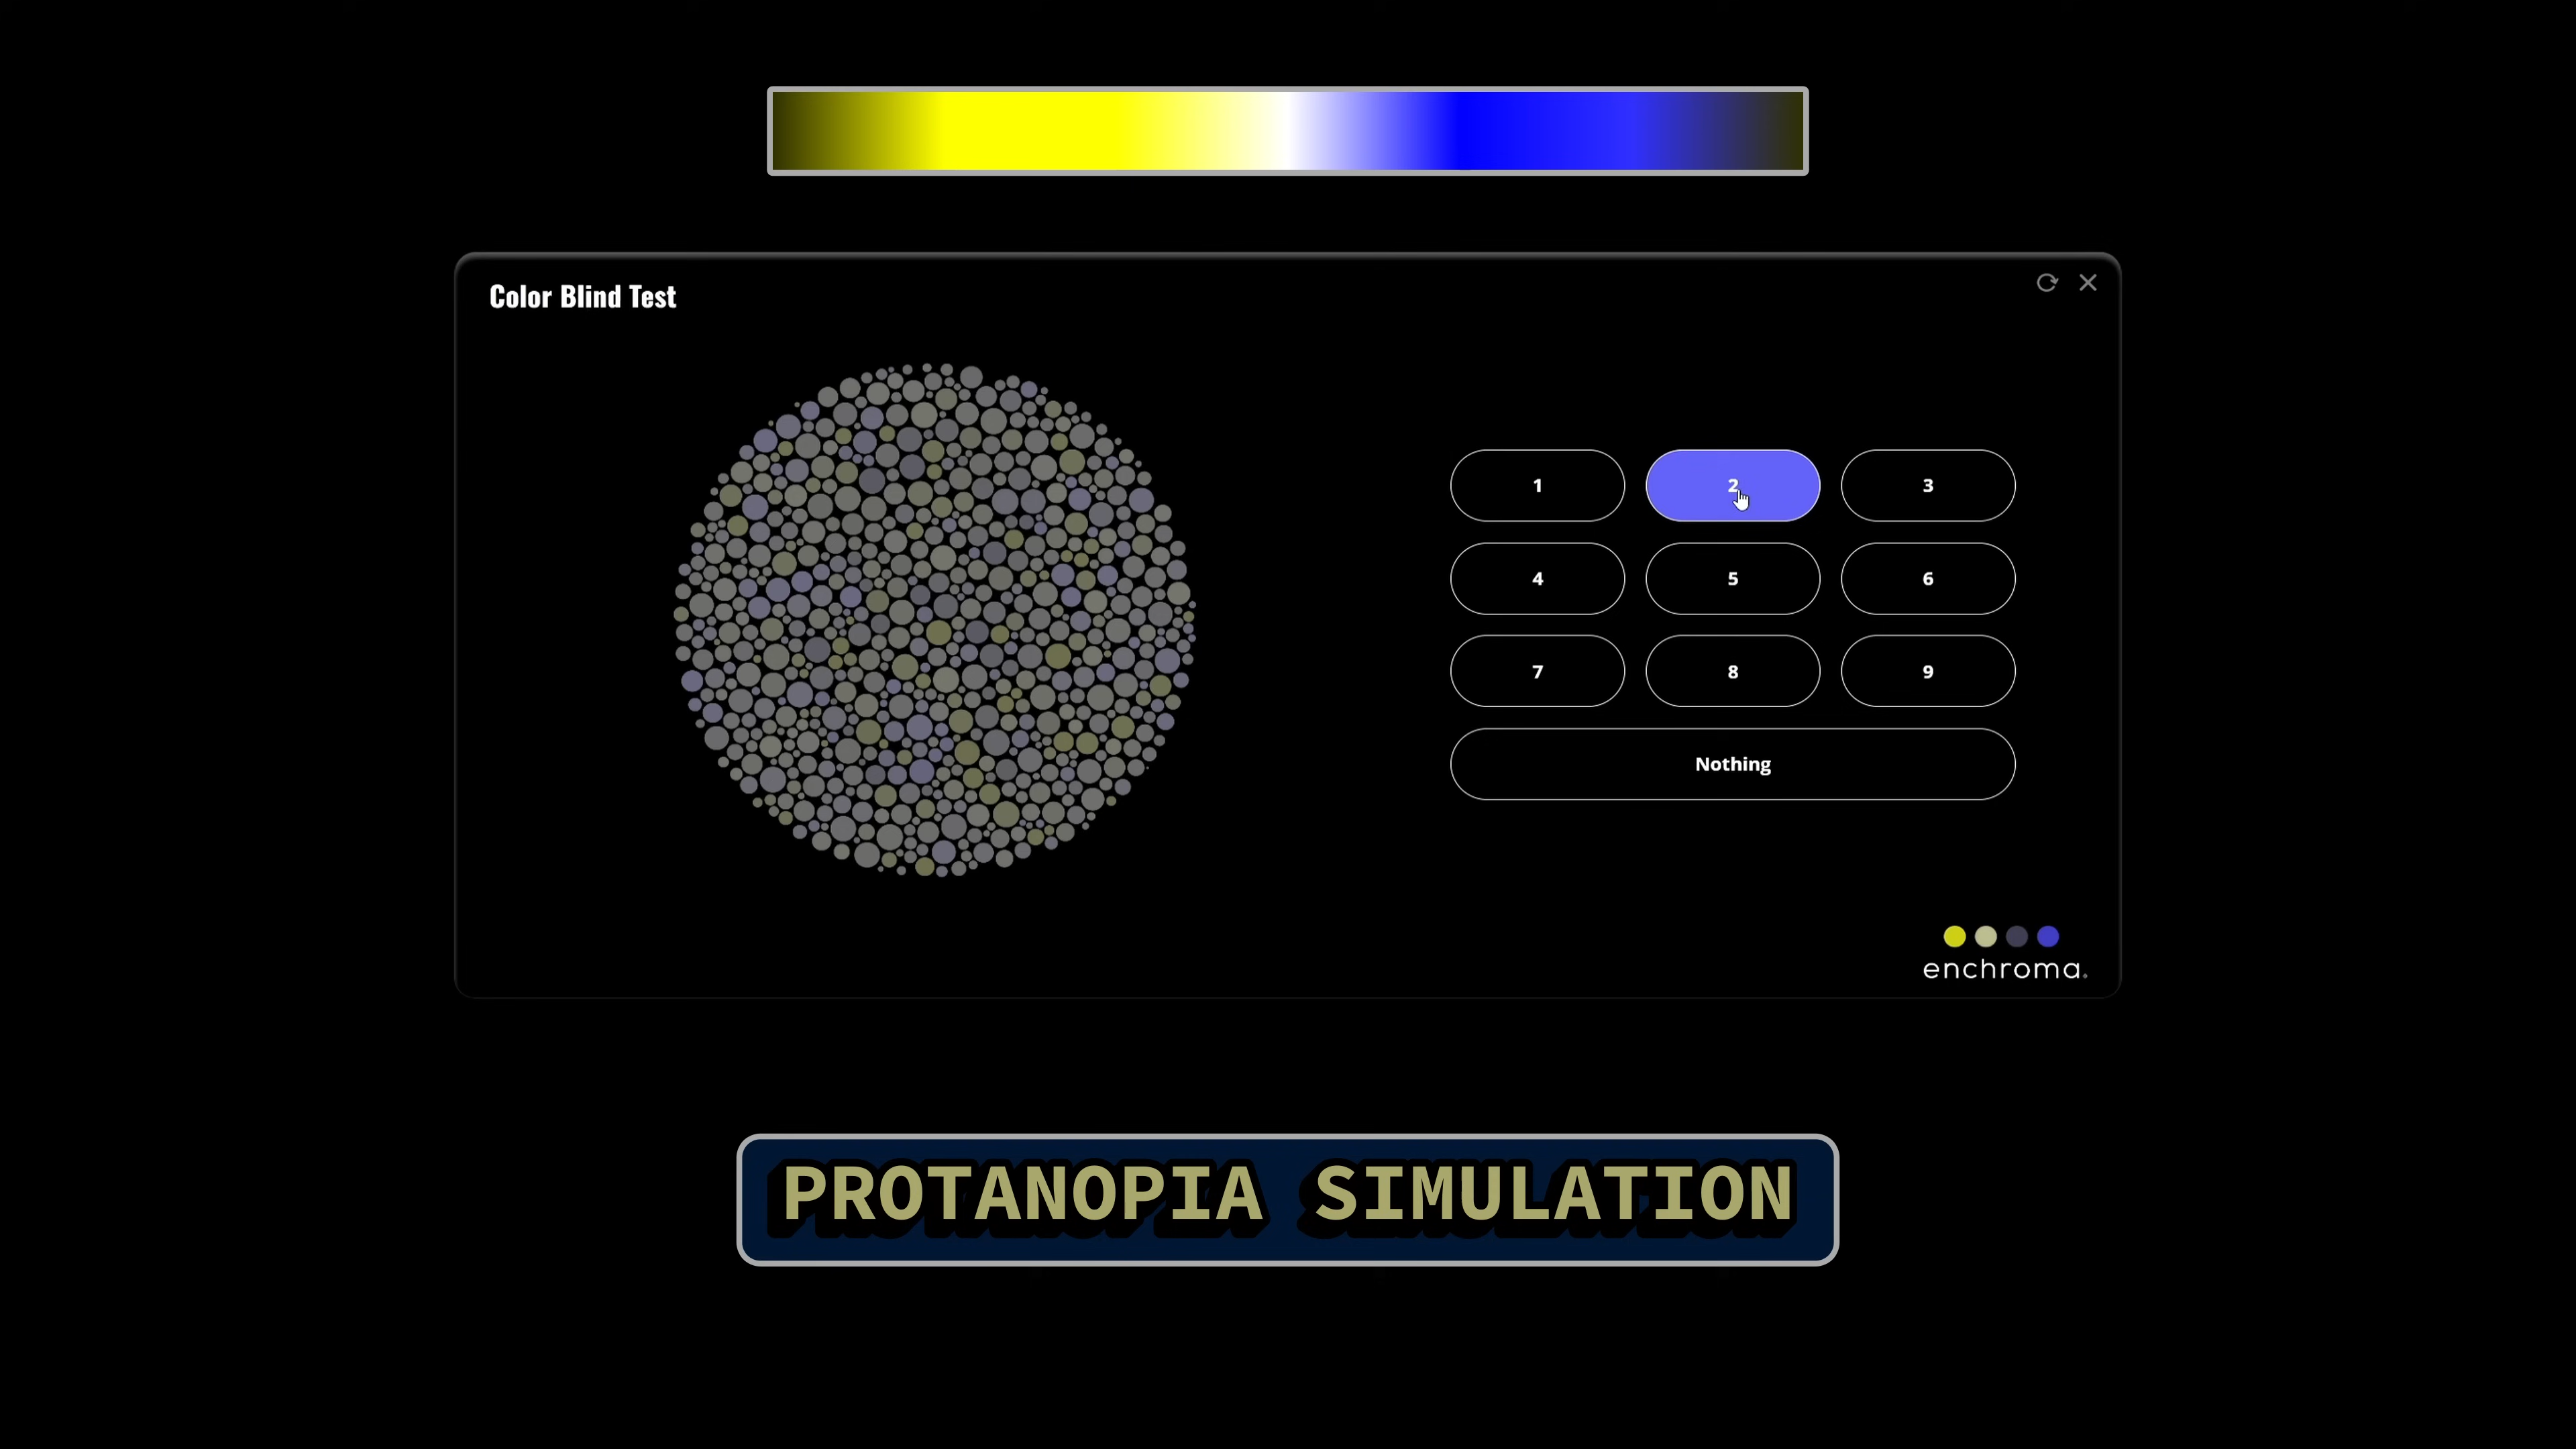 Color Blind Test
1 2 3
4 5 6
7 8 9
Nothing
enchroma.
PROTANOPIA SIMULATION